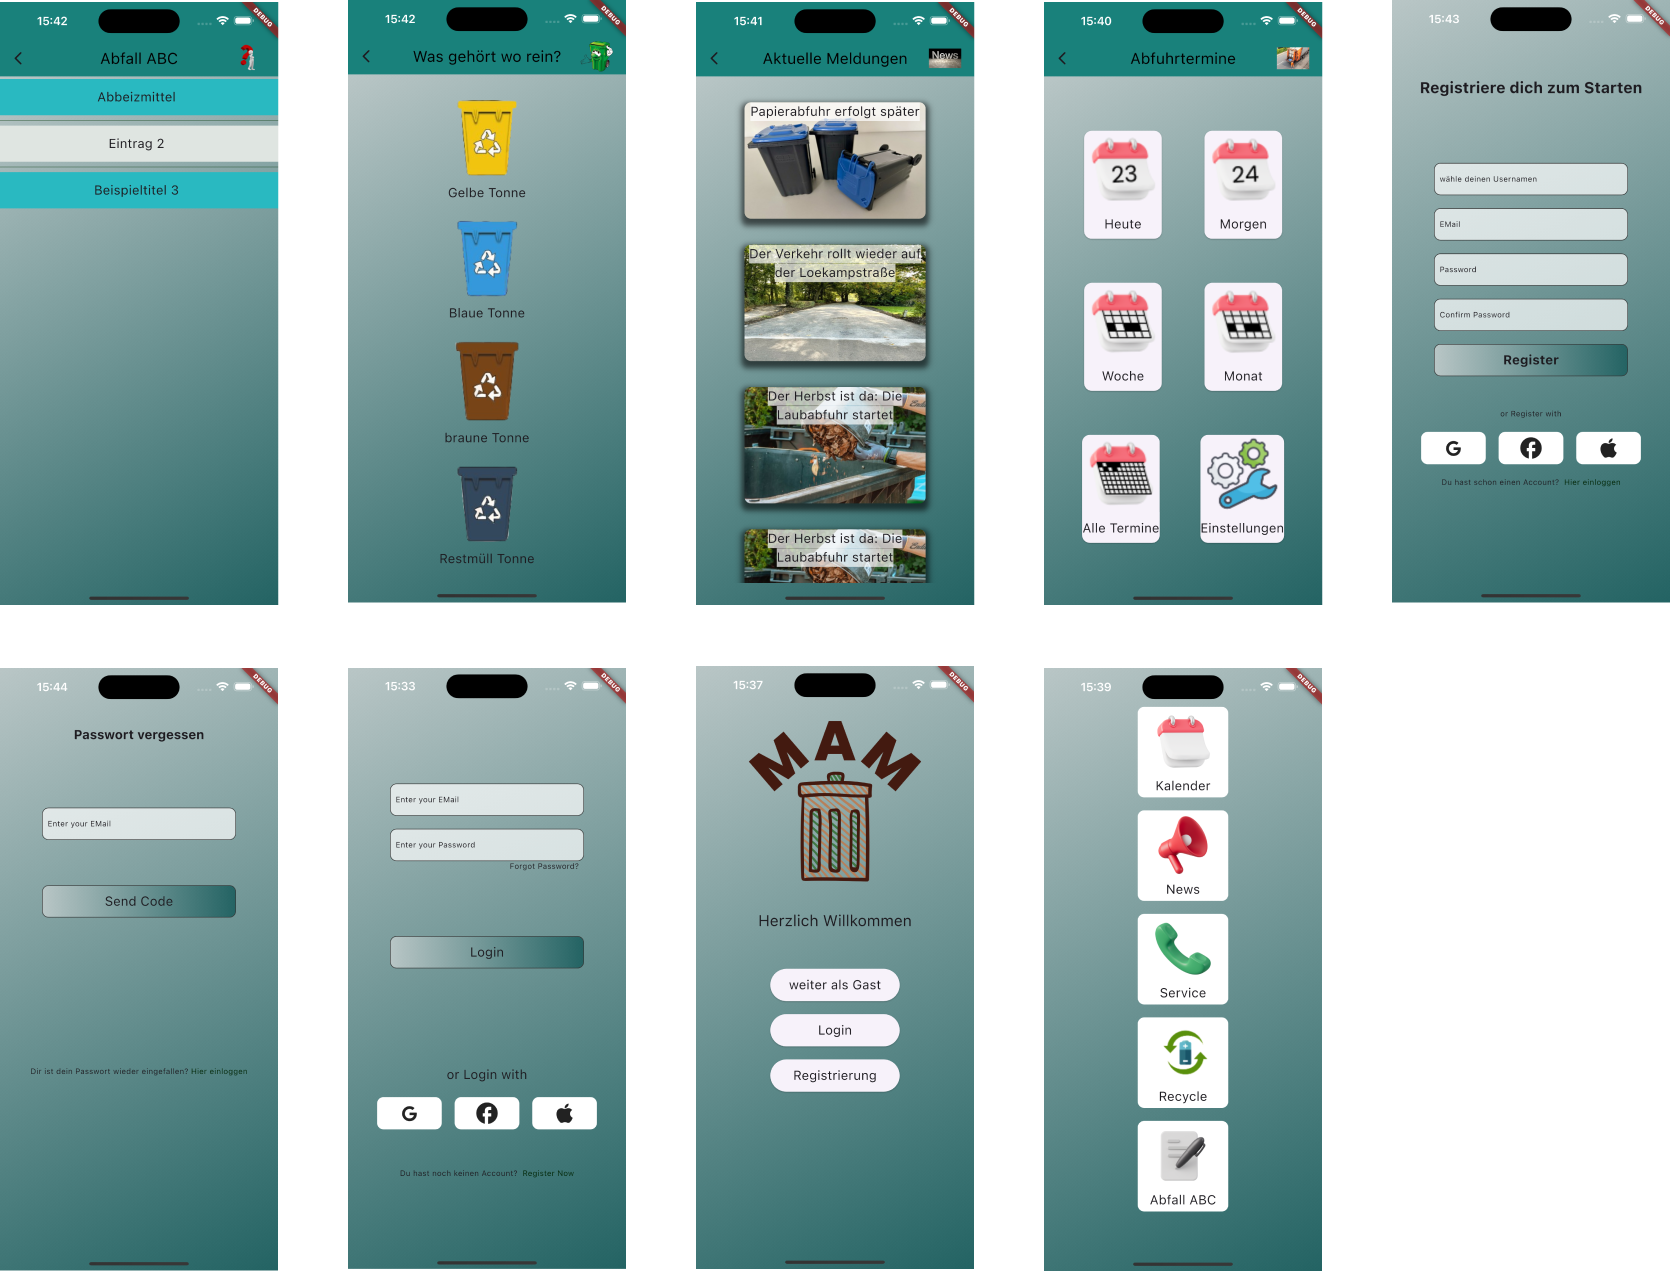 15:42
DEBUG
Abfall ABC
Abbeizmittel
Eintrag 2
Beispieltitel 3
15:42
DEBUG
Was gehört wo rein?
Gelbe Tonne
Blaue Tonne
braune Tonne
Restmüll Tonne
15:41
DEBUG
Aktuelle Meldungen
News
Papierabfuhr erfolgt später
Der Verkehr rollt wieder auf
der Loekampstraße
Der Herbst ist da: Die
Laubabfuhr startet
Der Herbst ist da: Die
Laubabfuhr startet
15:40
DEBUG
Abfuhrtermine
23
24
Heute
Morgen
Woche
Monat
Alle Termine
Einstellungen
15:43
DEBUG
Registriere dich zum Starten
wähle deinen Usernamen
EMail
Password
Confirm Password
Register
or Register with
G
Du hast schon einen Account? Hier einloggen
15:44
DEBUG
Passwort vergessen
Enter your EMail
Send Code
Dir ist dein Passwort wieder eingefallen? Hier einloggen
15:33
DEBUG
Enter your EMail
Enter your Password
Forgot Password?
Login
or Login with
G
Du hast noch keinen Account? Register Now
15:37
DEBUG
MAM
Herzlich Willkommen
weiter als Gast
Login
Registrierung
15:39
DEBUG
Kalender
News
Service
Recycle
Abfall ABC